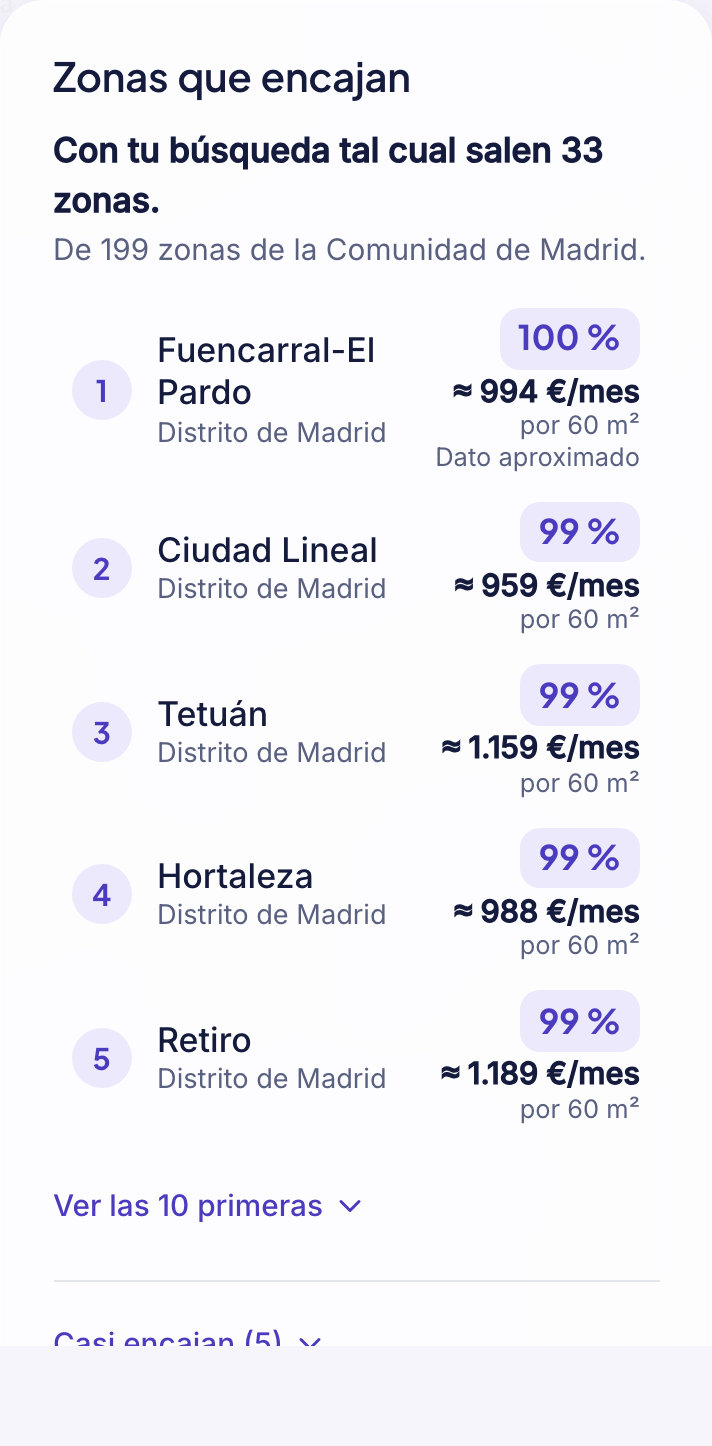 Zonas que encajan
Con tu búsqueda tal cual salen 33
zonas.
De 199 zonas de la Comunidad de Madrid.
1
Fuencarral-El
Pardo
Distrito de Madrid
100 %
≈ 994 €/mes
por 60 m²
Dato aproximado
2
Ciudad Lineal
Distrito de Madrid
99 %
≈ 959 €/mes
por 60 m²
3
Tetuán
Distrito de Madrid
99 %
≈ 1.159 €/mes
por 60 m²
4
Hortaleza
Distrito de Madrid
99 %
≈ 988 €/mes
por 60 m²
5
Retiro
Distrito de Madrid
99 %
≈ 1.189 €/mes
por 60 m²
Ver las 10 primeras
Casi encajan (5)